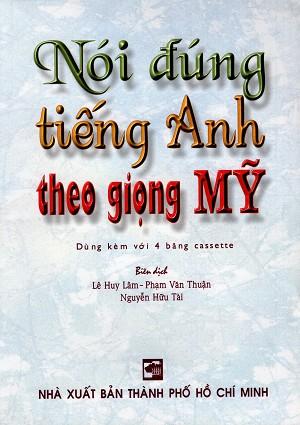 Nói đúng
tiếng Anh
theo giọng MỸ
Dùng kèm với 4 băng cassette
Biên dịch
Lê Huy Lâm - Phạm Văn Thuận
Nguyễn Hữu Tài
NHÀ XUẤT BẢN THÀNH PHỐ HỒ CHÍ MINH